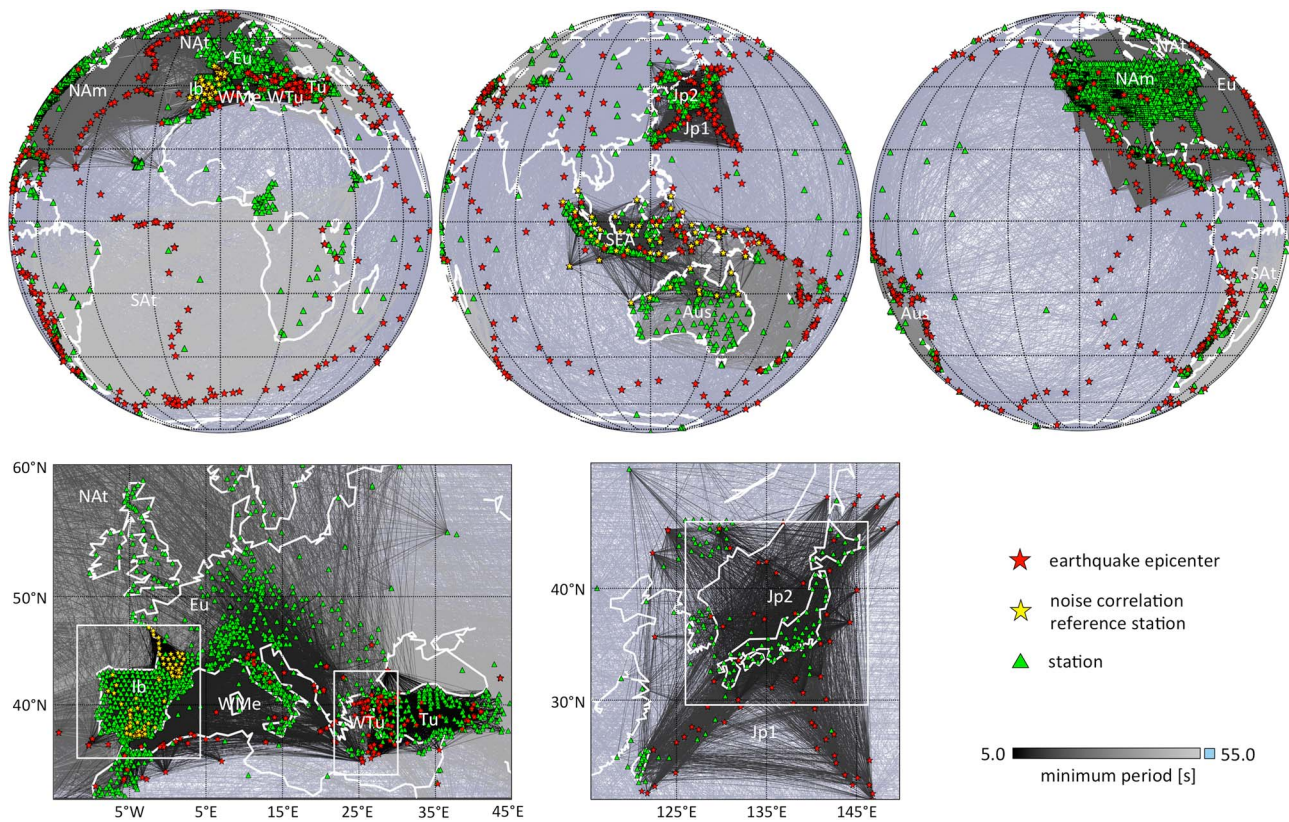 NAt
Eu
NAm
Ib
WMe
WTu
Tu
SAt
Jp2
Jp1
TSEA
Aus
NAt
NAm
Eu
SAt
Aus
60°N
50°N
40°N
NAt
Eu
Ib
WMe
WTu
Tu
5°W
5°E
15°E
25°E
35°E
45°E
40°N
30°N
Jp2
Jp1
125°E
135°E
145°E
earthquake epicenter
noise correlation
reference station
station
5.0
55.0
minimum period [s]